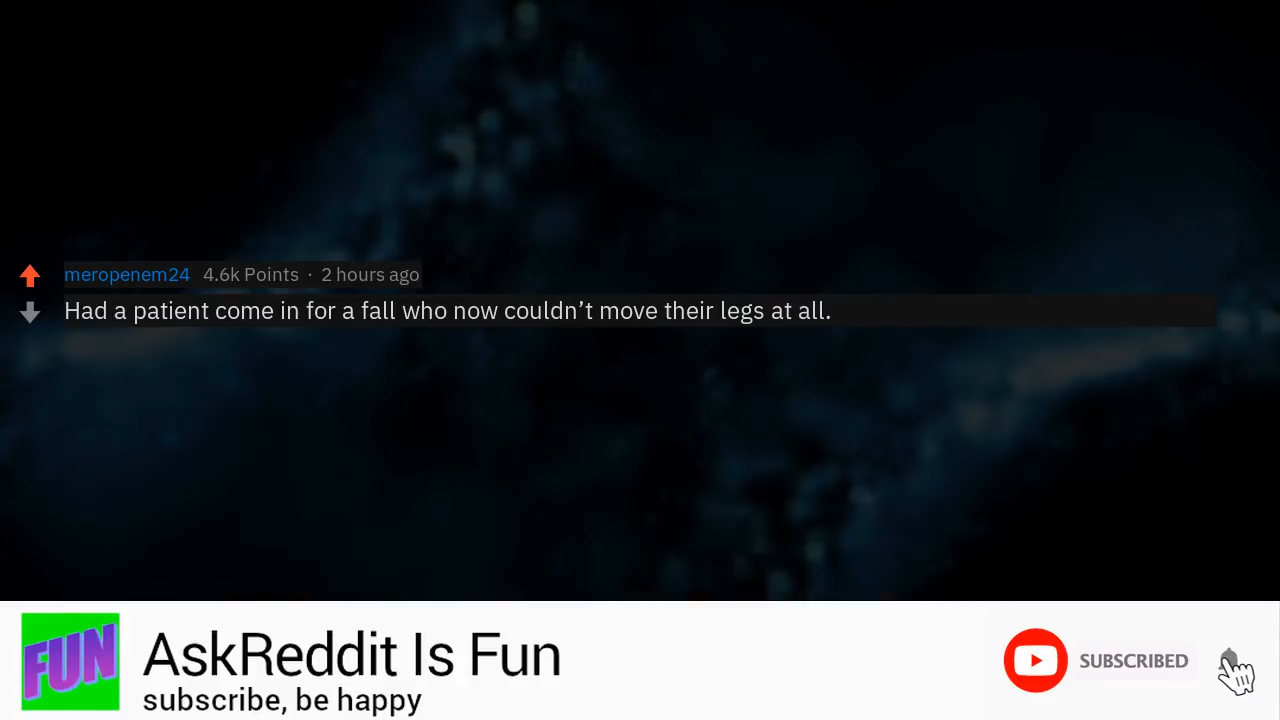 meropenem24 4.6k Points · 2 hours ago
Had a patient come in for a fall who now couldn’t move their legs at all.
FUN
AskReddit Is Fun
subscribe, be happy
SUBSCRIBED